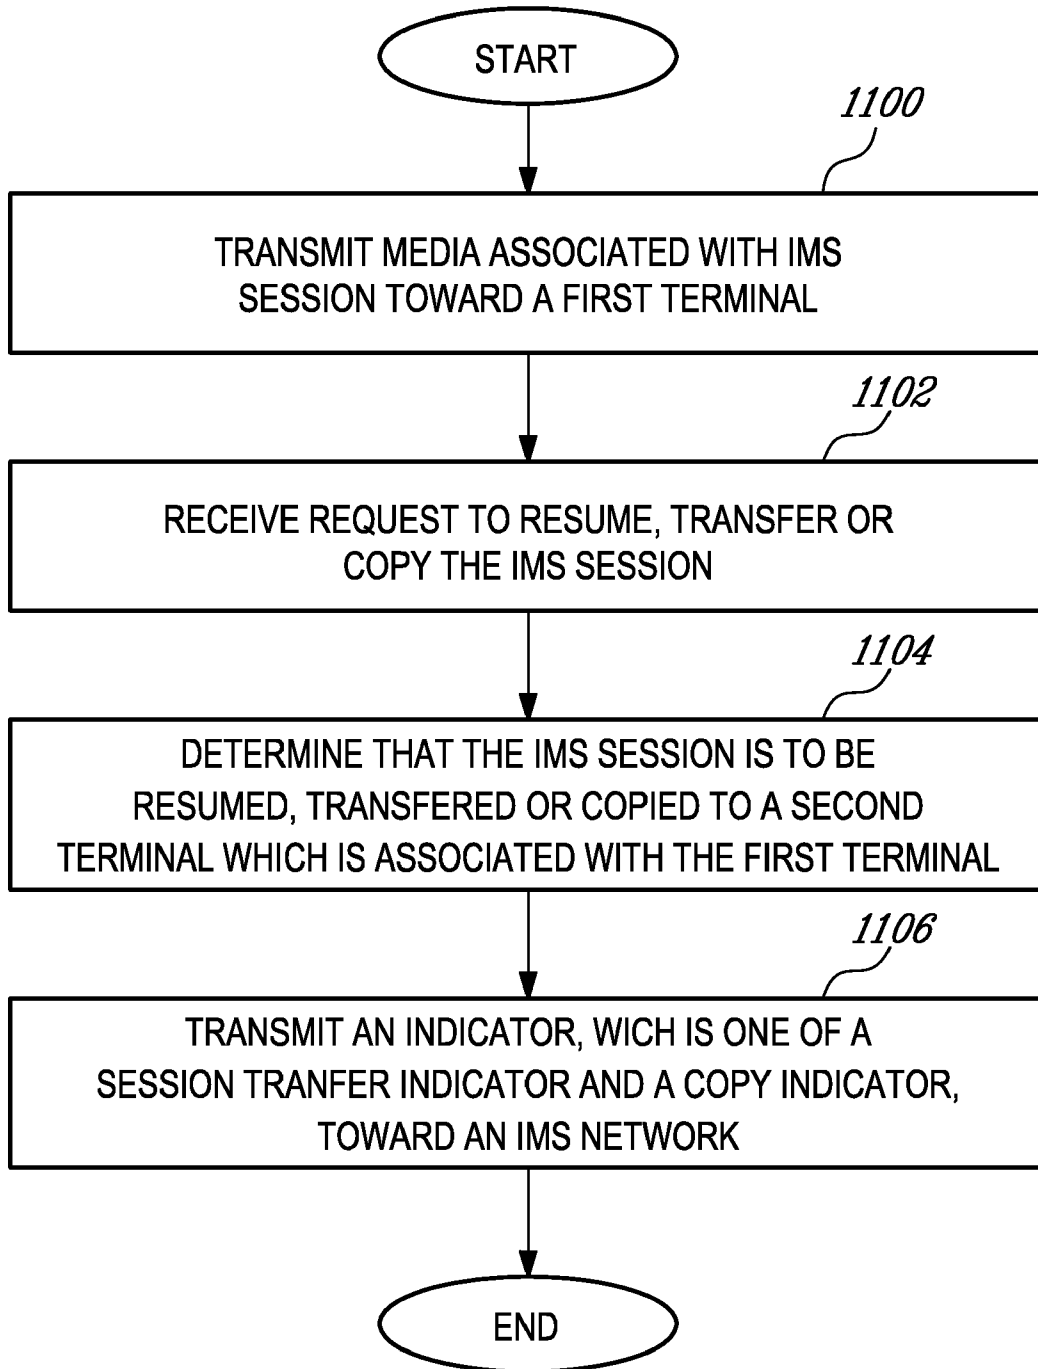 START
1100
TRANSMIT MEDIA ASSOCIATED WITH IMS
SESSION TOWARD A FIRST TERMINAL
1102
RECEIVE REQUEST TO RESUME, TRANSFER OR
COPY THE IMS SESSION
1104
DETERMINE THAT THE IMS SESSION IS TO BE
RESUMED, TRANSFERED OR COPIED TO A SECOND
TERMINAL WHICH IS ASSOCIATED WITH THE FIRST TERMINAL
1106
TRANSMIT AN INDICATOR, WICH IS ONE OF A
SESSION TRANFER INDICATOR AND A COPY INDICATOR,
TOWARD AN IMS NETWORK
END